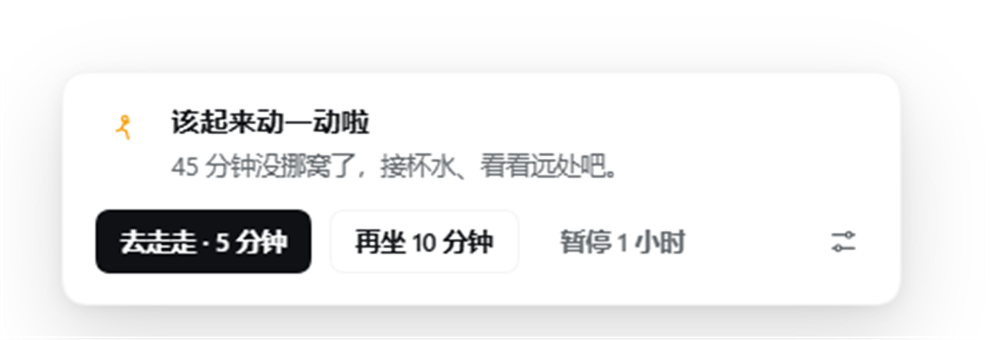 该起来动一动啦
45 分钟没挪窝了，接杯水、看看远处吧。
去走走 · 5 分钟
再坐 10 分钟
暂停 1 小时